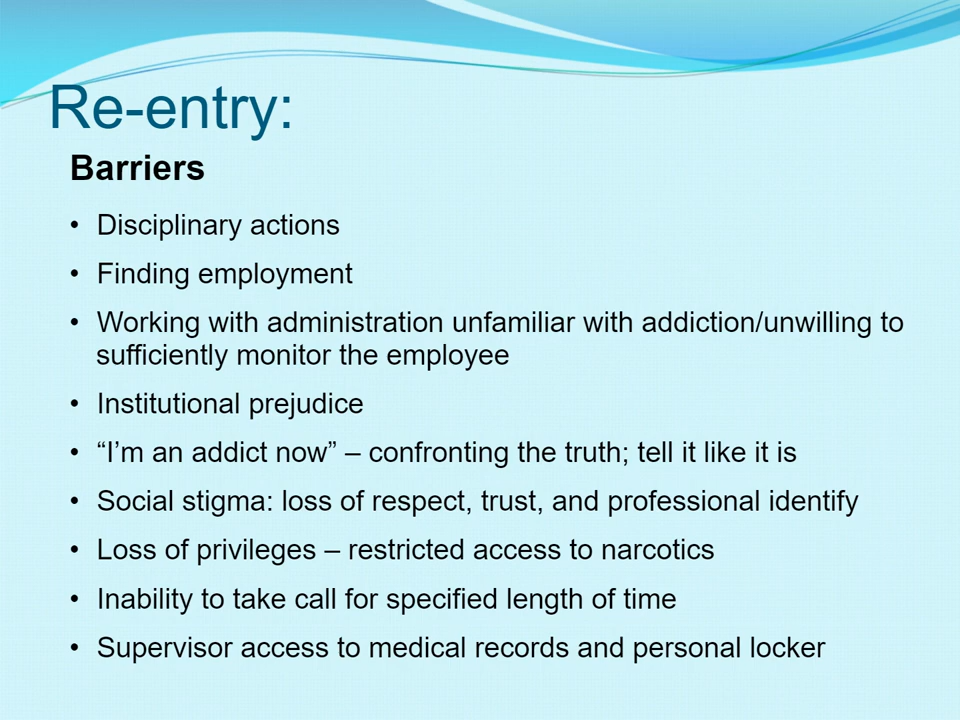 Re-entry:
Barriers
• Disciplinary actions
• Finding employment
• Working with administration unfamiliar with addiction/unwilling to
sufficiently monitor the employee
• Institutional prejudice
• “I’m an addict now” – confronting the truth; tell it like it is
• Social stigma: loss of respect, trust, and professional identify
• Loss of privileges – restricted access to narcotics
• Inability to take call for specified length of time
• Supervisor access to medical records and personal locker